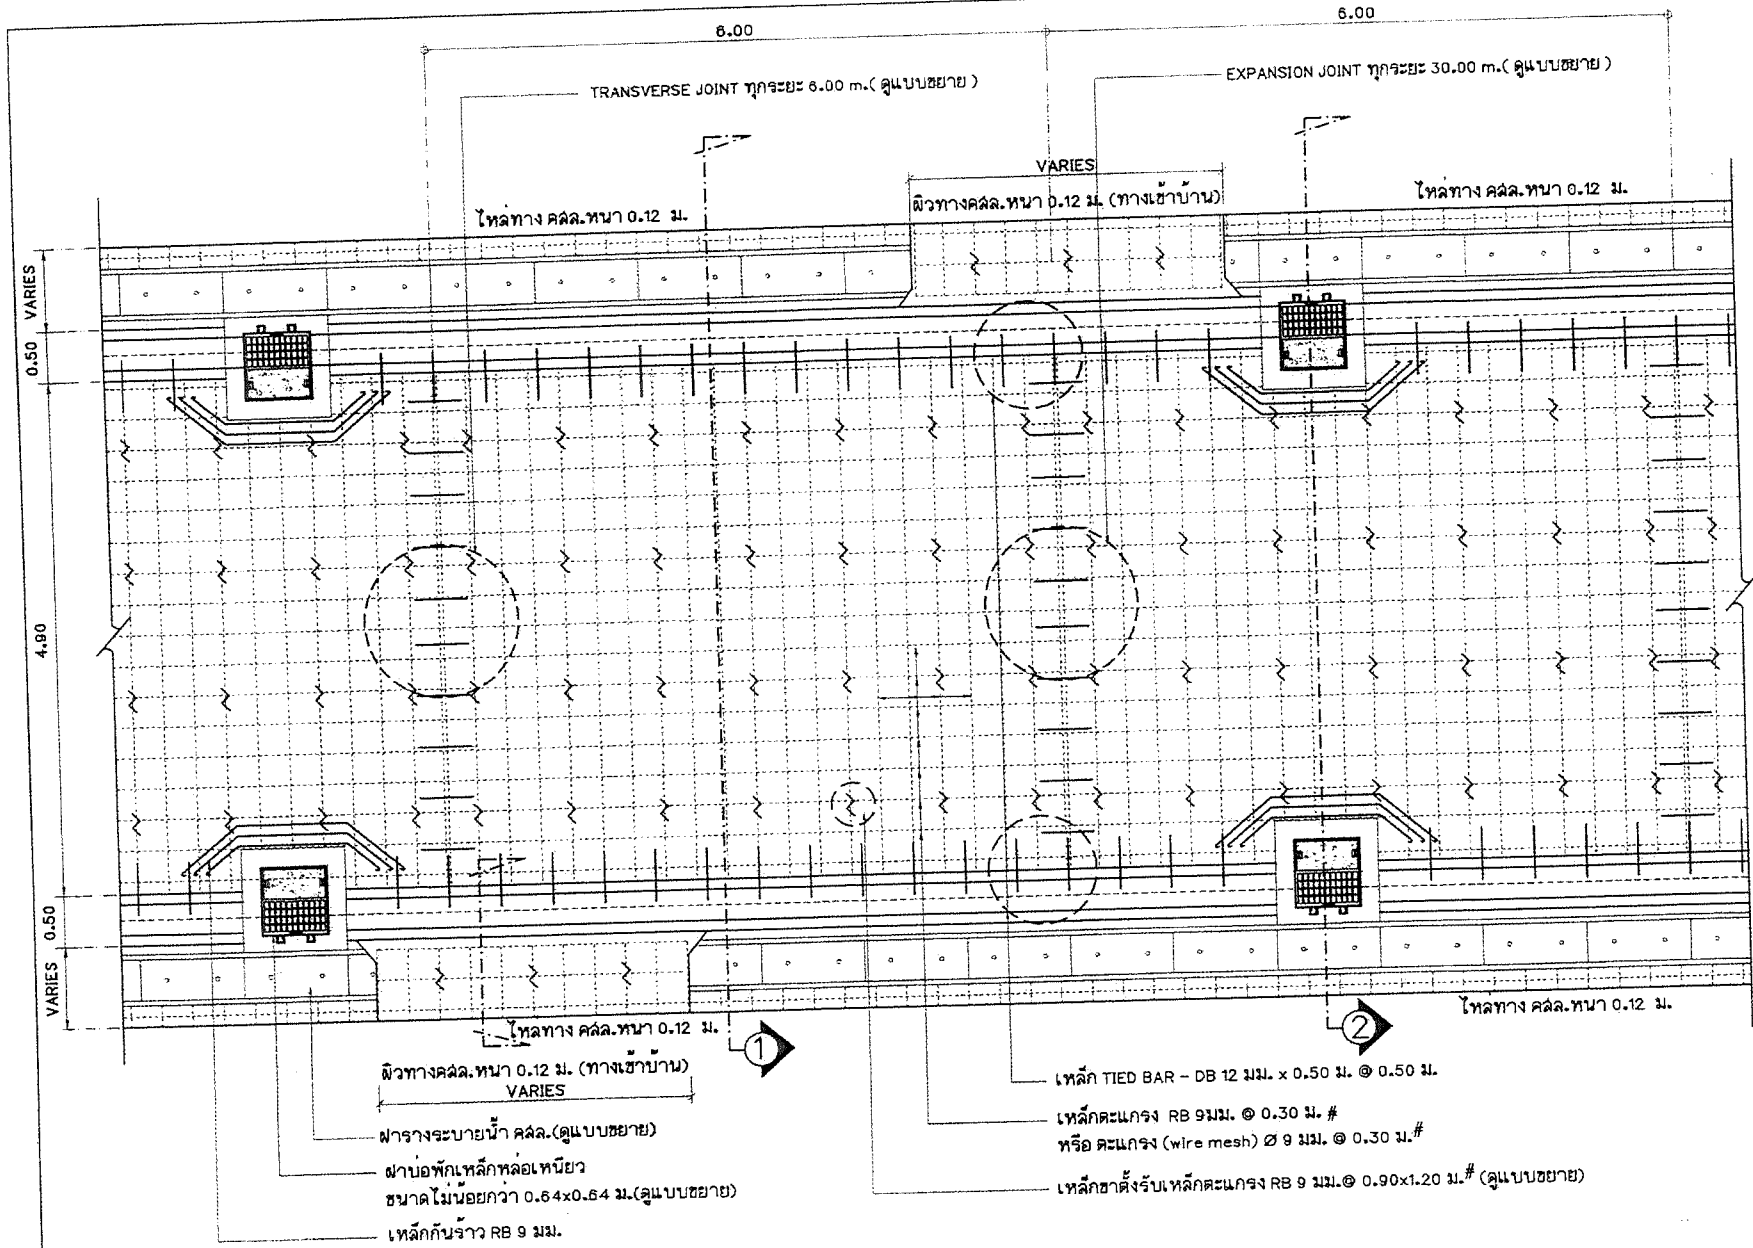 6.00
6.00
TRANSVERSE JOINT ทุกระยะ 6.00 m.(ดูแบบขยาย)
EXPANSION JOINT ทุกระยะ 30.00 m.(ดูแบบขยาย)
VARIES
ไหล่ทาง คสล.หนา 0.12 ม.
ผิวทางคสล.หนา 0.12 ม. (ทางเข้าบ้าน)
ไหล่ทาง คสล.หนา 0.12 ม.
VARIES
0.50
4.90
0.50
VARIES
ไหล่ทาง คสล.หนา 0.12 ม.
ไหล่ทาง คสล.หนา 0.12 ม.
1
2
ผิวทางคสล.หนา 0.12 ม. (ทางเข้าบ้าน)
VARIES
เหล็ก TIED BAR - DB 12 มม. x 0.50 ม. @ 0.50 ม.
เหล็กตะแกรง RB 9มม. @ 0.30 ม.#
หรือ ตะแกรง (wire mesh) Ø 9 มม. @ 0.30 ม.#
เหล็กขาตั้งรับเหล็กตะแกรง RB 9 มม.@ 0.90x1.20 ม.# (ดูแบบขยาย)
ฝารางระบายน้ำ คสล.(ดูแบบขยาย)
ฝาบ่อพักเหล็กหล่อเหนียว
ขนาดไม่น้อยกว่า 0.64x0.64 ม.(ดูแบบขยาย)
เหล็กกันร้าว RB 9 มม.